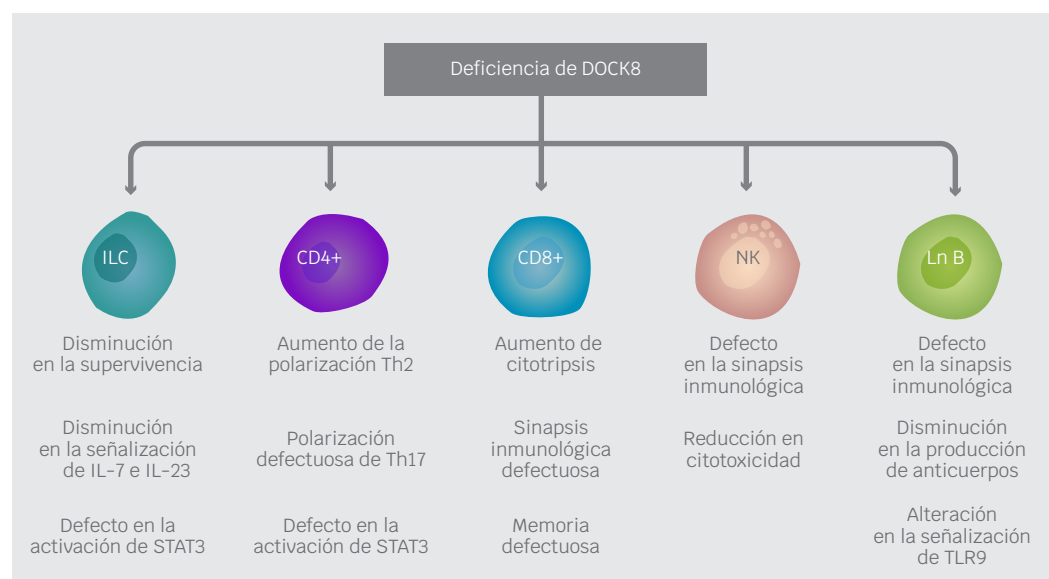 Deficiencia de DOCK8
ILC
CD4+
CD8+
NK
Ln B
Disminución
en la supervivencia
Disminución
en la señalización
de IL-7 e IL-23
Defecto en la
activación de STAT3
Aumento de la
polarización Th2
Polarización
defectuosa de Th17
Defecto en la
activación de STAT3
Aumento de
citotripsis
Sinapsis
inmunológica
defectuosa
Memoria
defectuosa
Defecto
en la sinapsis
inmunológica
Reducción en
citotoxicidad
Defecto
en la sinapsis
inmunológica
Disminución
en la producción
de anticuerpos
Alteración
en la señalización
de TLR9